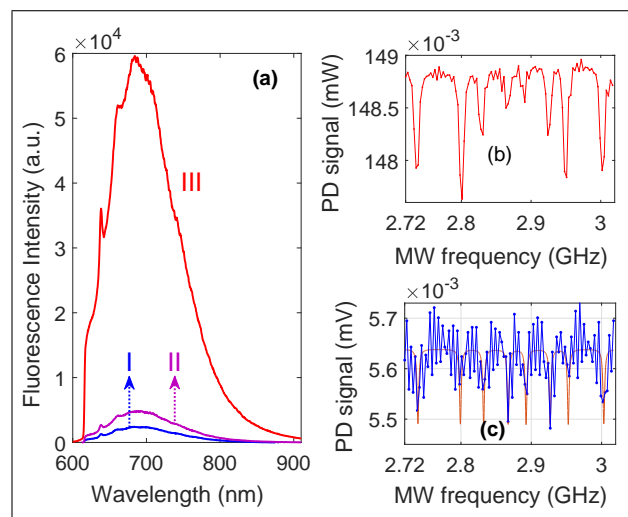 ×10⁴
6
5
4
3
2
1
0
600
700
800
900
Fluorescence Intensity (a.u.)
Wavelength (nm)
(a)
III
I
II
×10⁻³
149
148.5
148
PD signal (mW)
(b)
2.72
2.8
2.9
3
MW frequency (GHz)
×10⁻³
5.7
5.6
5.5
PD signal (mV)
(c)
2.72
2.8
2.9
3
MW frequency (GHz)